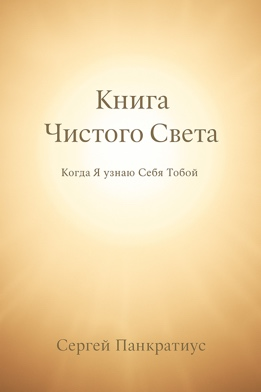 Книга
Чистого Света
Когда Я узнаю Себя Тобой
Сергей Панкратиус